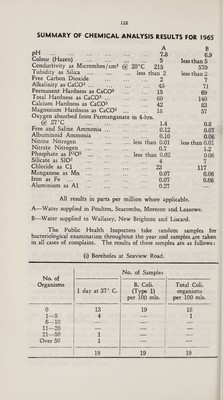 133
SUMMARY OF CHEMICAL ANALYSIS RESULTS FOR 1965
A B
pH ... 7.8 6.9
Colour (Hazen) ... 5 less than 5
Conductivity as Micromhos/cm³ @ 20°C 215 570
Tubidity as Silica ... less than 2 less than 2
Free Carbon Dioxide ... 2 7
Alkalinity as CaCO³ ... 45 71
Permanent Hardness as CaCO³ 15 69
Total Hardness as CaCO³ ... 60 140
Calcium Hardness as CaCO³ 42 83
Magnesium Hardness as CaCO³ 18 57
Oxygen absorbed from Permanganate in 4-hrs.
@ 27°C ... 1.4 0.8
Free and Saline Ammonia ... 0.12 0.07
Albuminoid Ammonia ... 0.10 0.06
Nitrite Nitrogen ... less than 0.01 less than 0.01
Nitrate Nitrogen ... 0.7 1.2
Phosphate as P²O⁵ ... less than 0.02 0.06
Silicate as SiO² ... 4 7
Chloride as C1 ... 23 117
Manganese as Mn ... 0.07 0.06
Iron as Fe ... 0.07 0.06
Aluminium as A1 ... 0.27 —
All results in parts per million where applicable.
A—Water supplied in Poulton, Seacombe, Moreton and Leasowe.
B—Water supplied in Wallasey, New Brighton and Liscard.
The Public Health Inspectors take random samples for
bacteriological examination throughout the year and samples are taken
in all cases of complaint. The results of these samples are as follows:
(i) Boreholes at Seaview Road.
No. of Organisms
No. of Samples
1 day at 37° C.
B. Coli. (Type 1) per 100 mls.
Total Coli. organisms per 100 mls.
0 13 19 18
1—5 4 — 1
6—10 — — —
11—20 — — —
21—50 1 — —
Over 50 1 — —
19 19 19